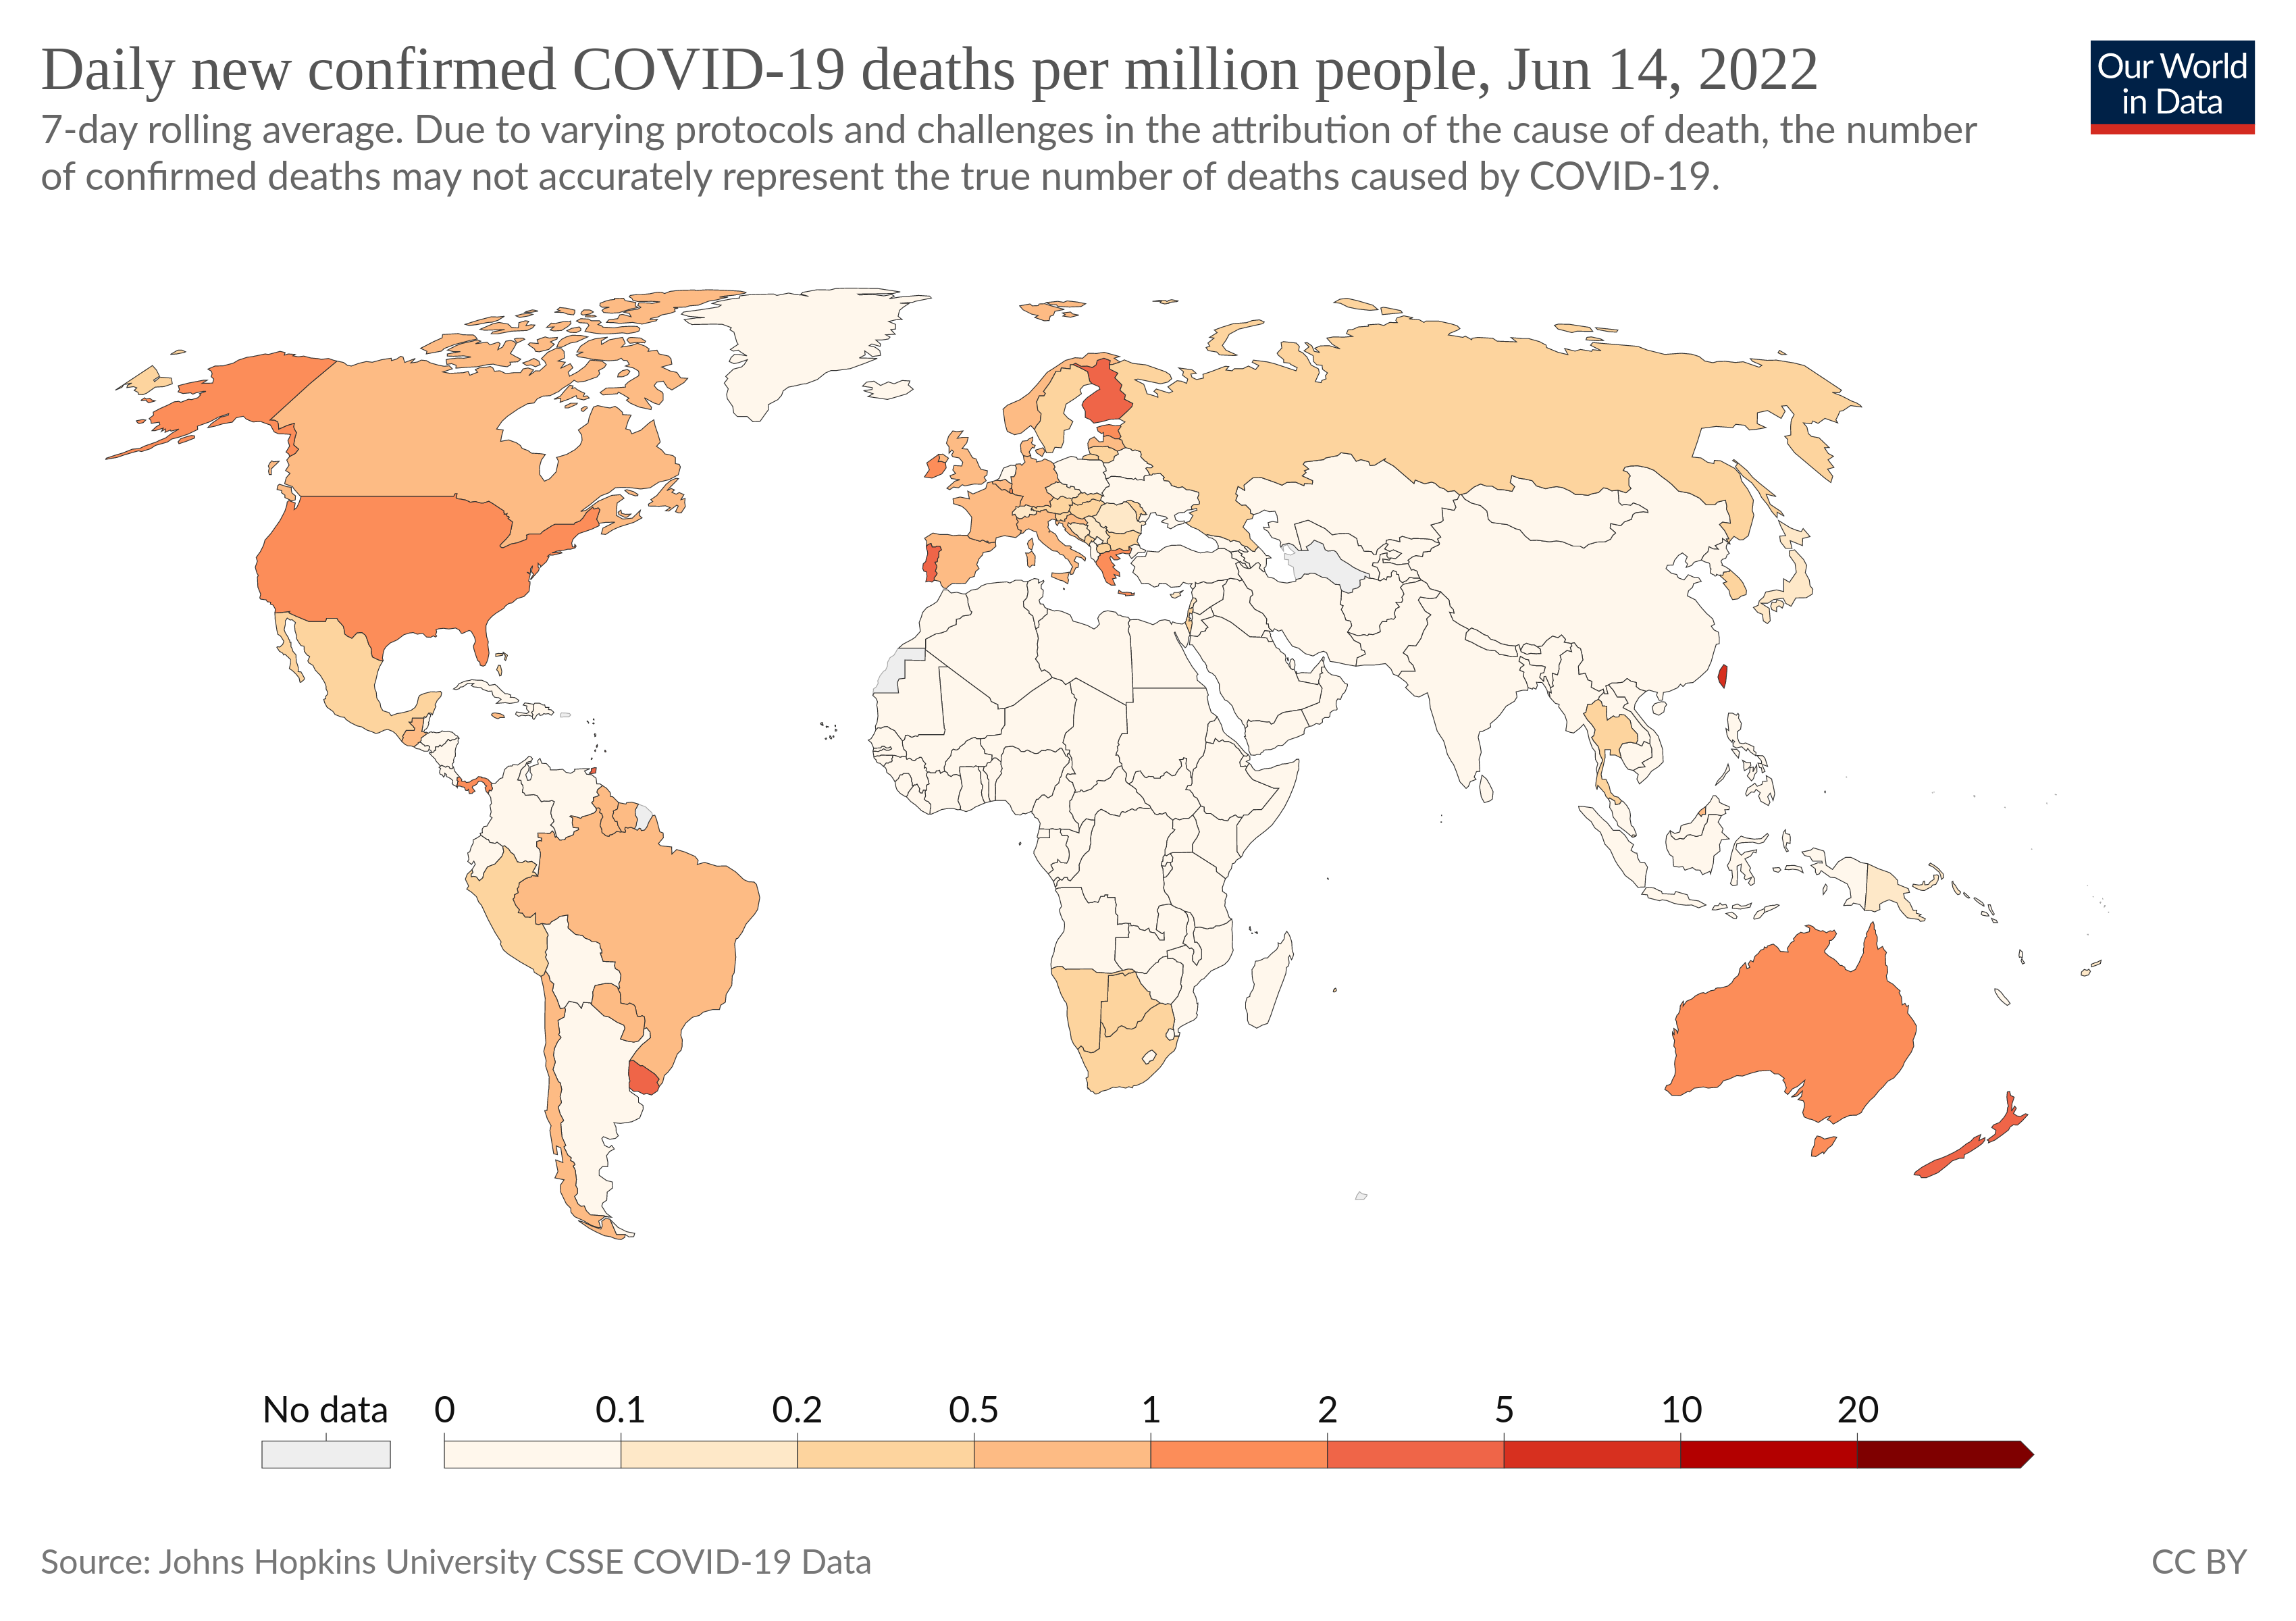 Daily new confirmed COVID-19 deaths per million people, Jun 14, 2022
Our World
in Data
7-day rolling average. Due to varying protocols and challenges in the attribution of the cause of death, the number
of confirmed deaths may not accurately represent the true number of deaths caused by COVID-19.
No data 0 0.1 0.2 0.5 1 2 5 10 20
Source: Johns Hopkins University CSSE COVID-19 Data
CC BY